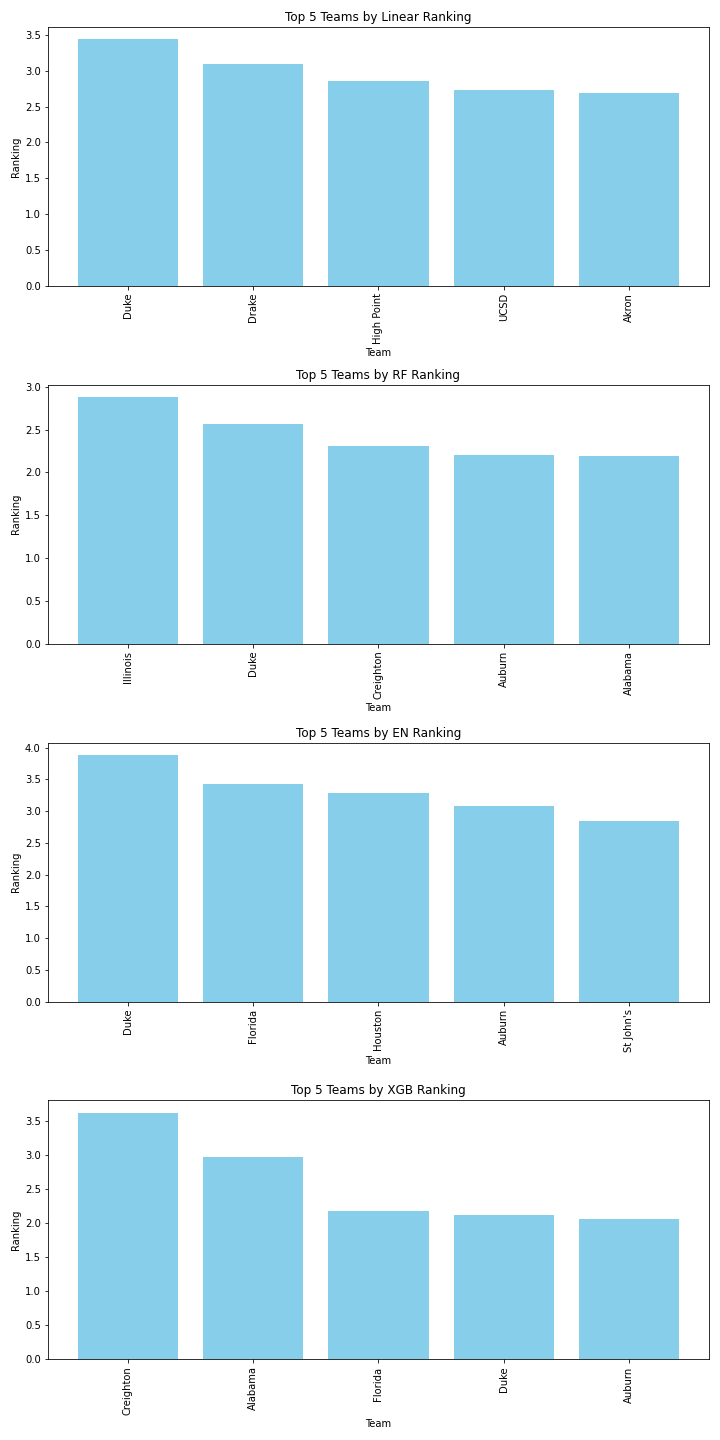 Top 5 Teams by Linear Ranking
3.5
3.0
2.5
2.0
1.5
1.0
0.5
0.0
Ranking
Duke
Drake
High Point
UCSD
Akron
Team
Top 5 Teams by RF Ranking
3.0
2.5
2.0
1.5
1.0
0.5
0.0
Ranking
Illinois
Duke
Creighton
Auburn
Alabama
Team
Top 5 Teams by EN Ranking
4.0
3.5
3.0
2.5
2.0
1.5
1.0
0.5
0.0
Ranking
Duke
Florida
Houston
Auburn
St John's
Team
Top 5 Teams by XGB Ranking
3.5
3.0
2.5
2.0
1.5
1.0
0.5
0.0
Ranking
Creighton
Alabama
Florida
Duke
Auburn
Team